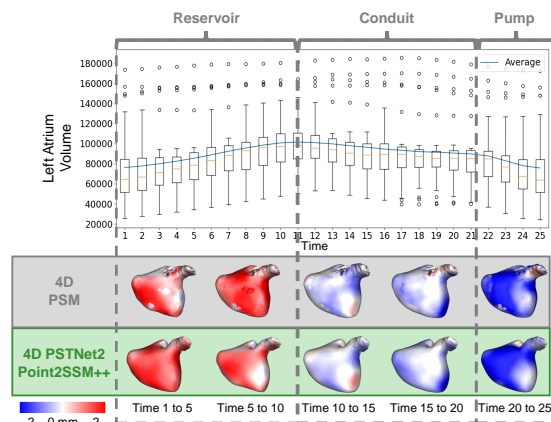 Reservoir Conduit Pump
Average
180000
160000
140000
120000
100000
80000
60000
40000
20000
Left Atrium
Volume
1 2 3 4 5 6 7 8 9 10 11 12 13 14 15 16 17 18 19 20 21 22 23 24 25
Time
4D
PSM
4D PSTNet2
Point2SSM++
Time 1 to 5 Time 5 to 10 Time 10 to 15 Time 15 to 20 Time 20 to 25
0 mm 2